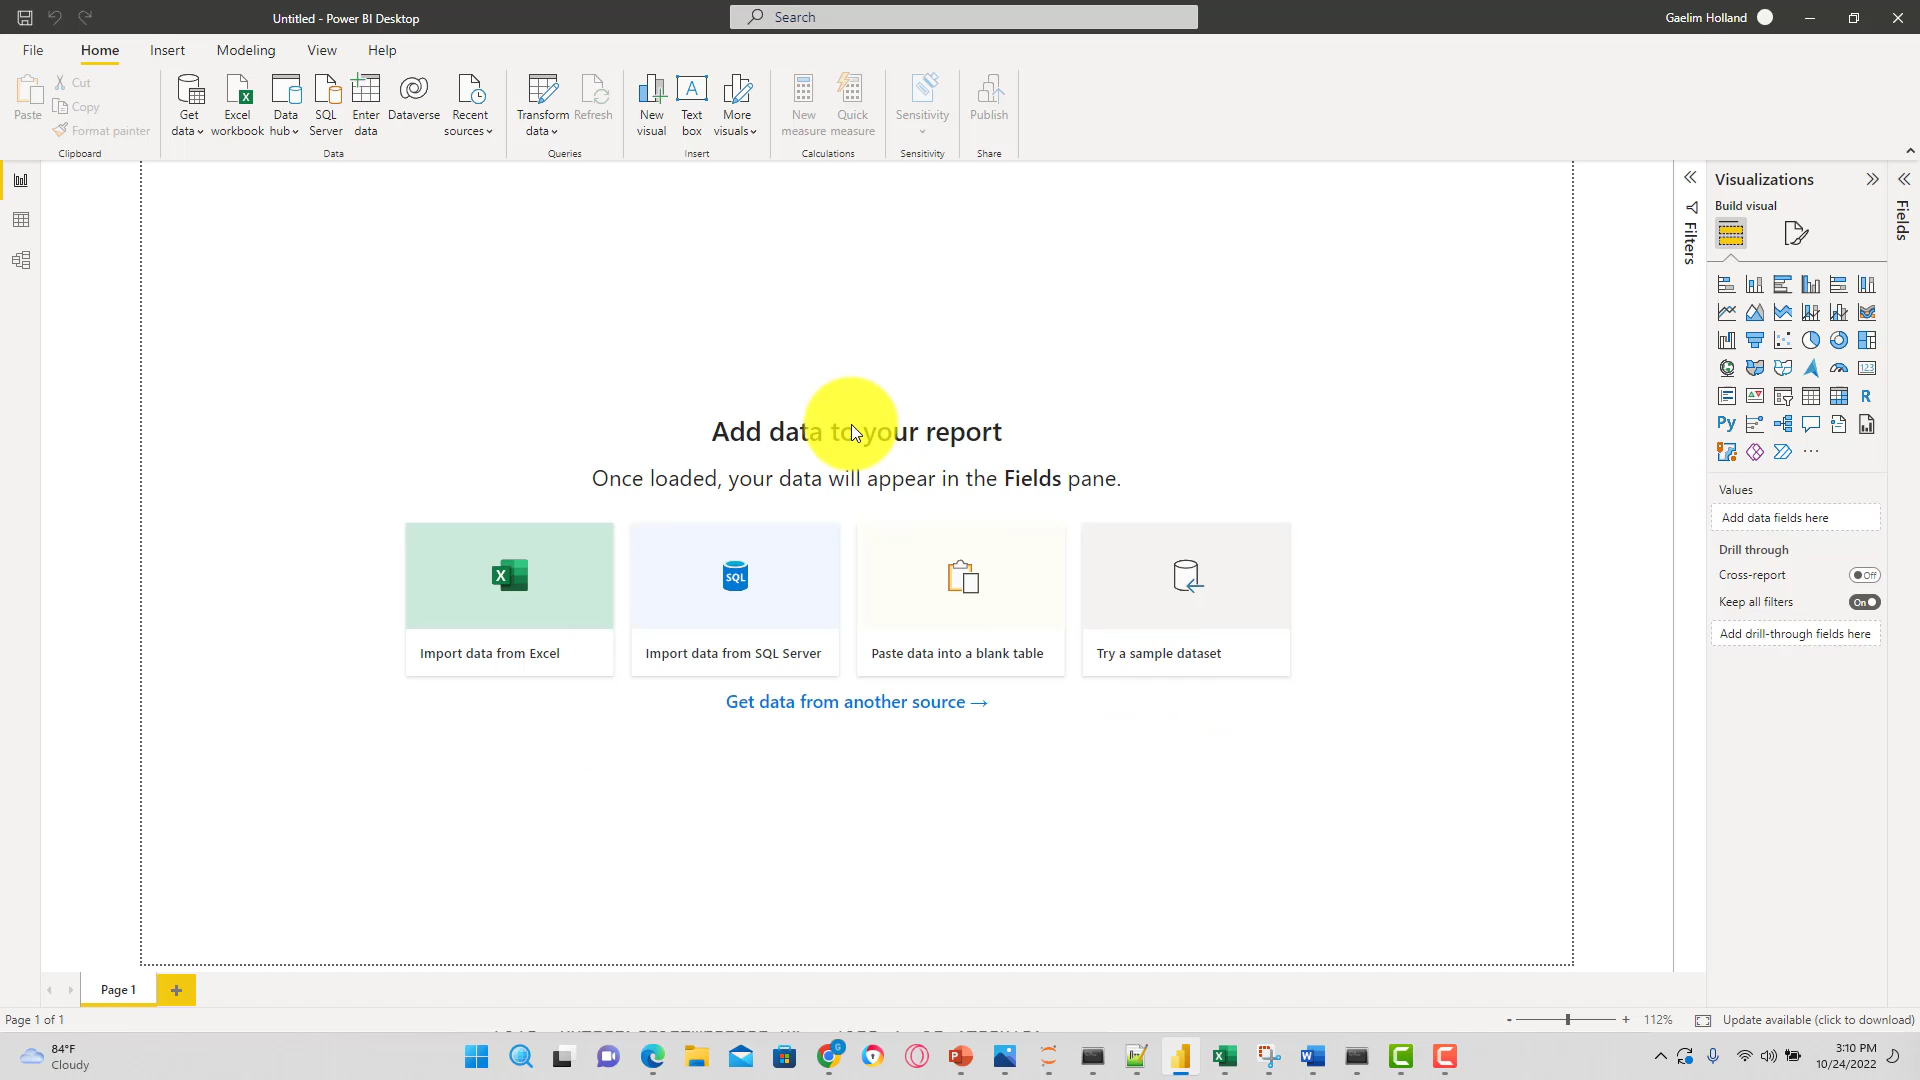 Untitled - Power BI Desktop
Search
Gaelim Holland
File
Home
Insert
Modeling
View
Help
Paste
Cut
Copy
Format painter
Clipboard
Get data
Excel workbook
Data hub
SQL Server
Enter data
Dataverse
Recent sources
Data
Transform data
Refresh
Queries
New visual
A
Text box
More visuals
Insert
New measure
Quick measure
Calculations
Sensitivity
Sensitivity
Publish
Share
Filters
Visualizations
Build visual
Fields
123
R
Py
Values
Add data fields here
Drill through
Cross-report
Off
Keep all filters
On
Add drill-through fields here
Add data to your report
Once loaded, your data will appear in the Fields pane.
X
SQL
Import data from Excel
Import data from SQL Server
Paste data into a blank table
Try a sample dataset
Get data from another source →
Page 1
Page 1 of 1
- + 112%
Update available (click to download)
84°F
Cloudy
3:10 PM
10/24/2022